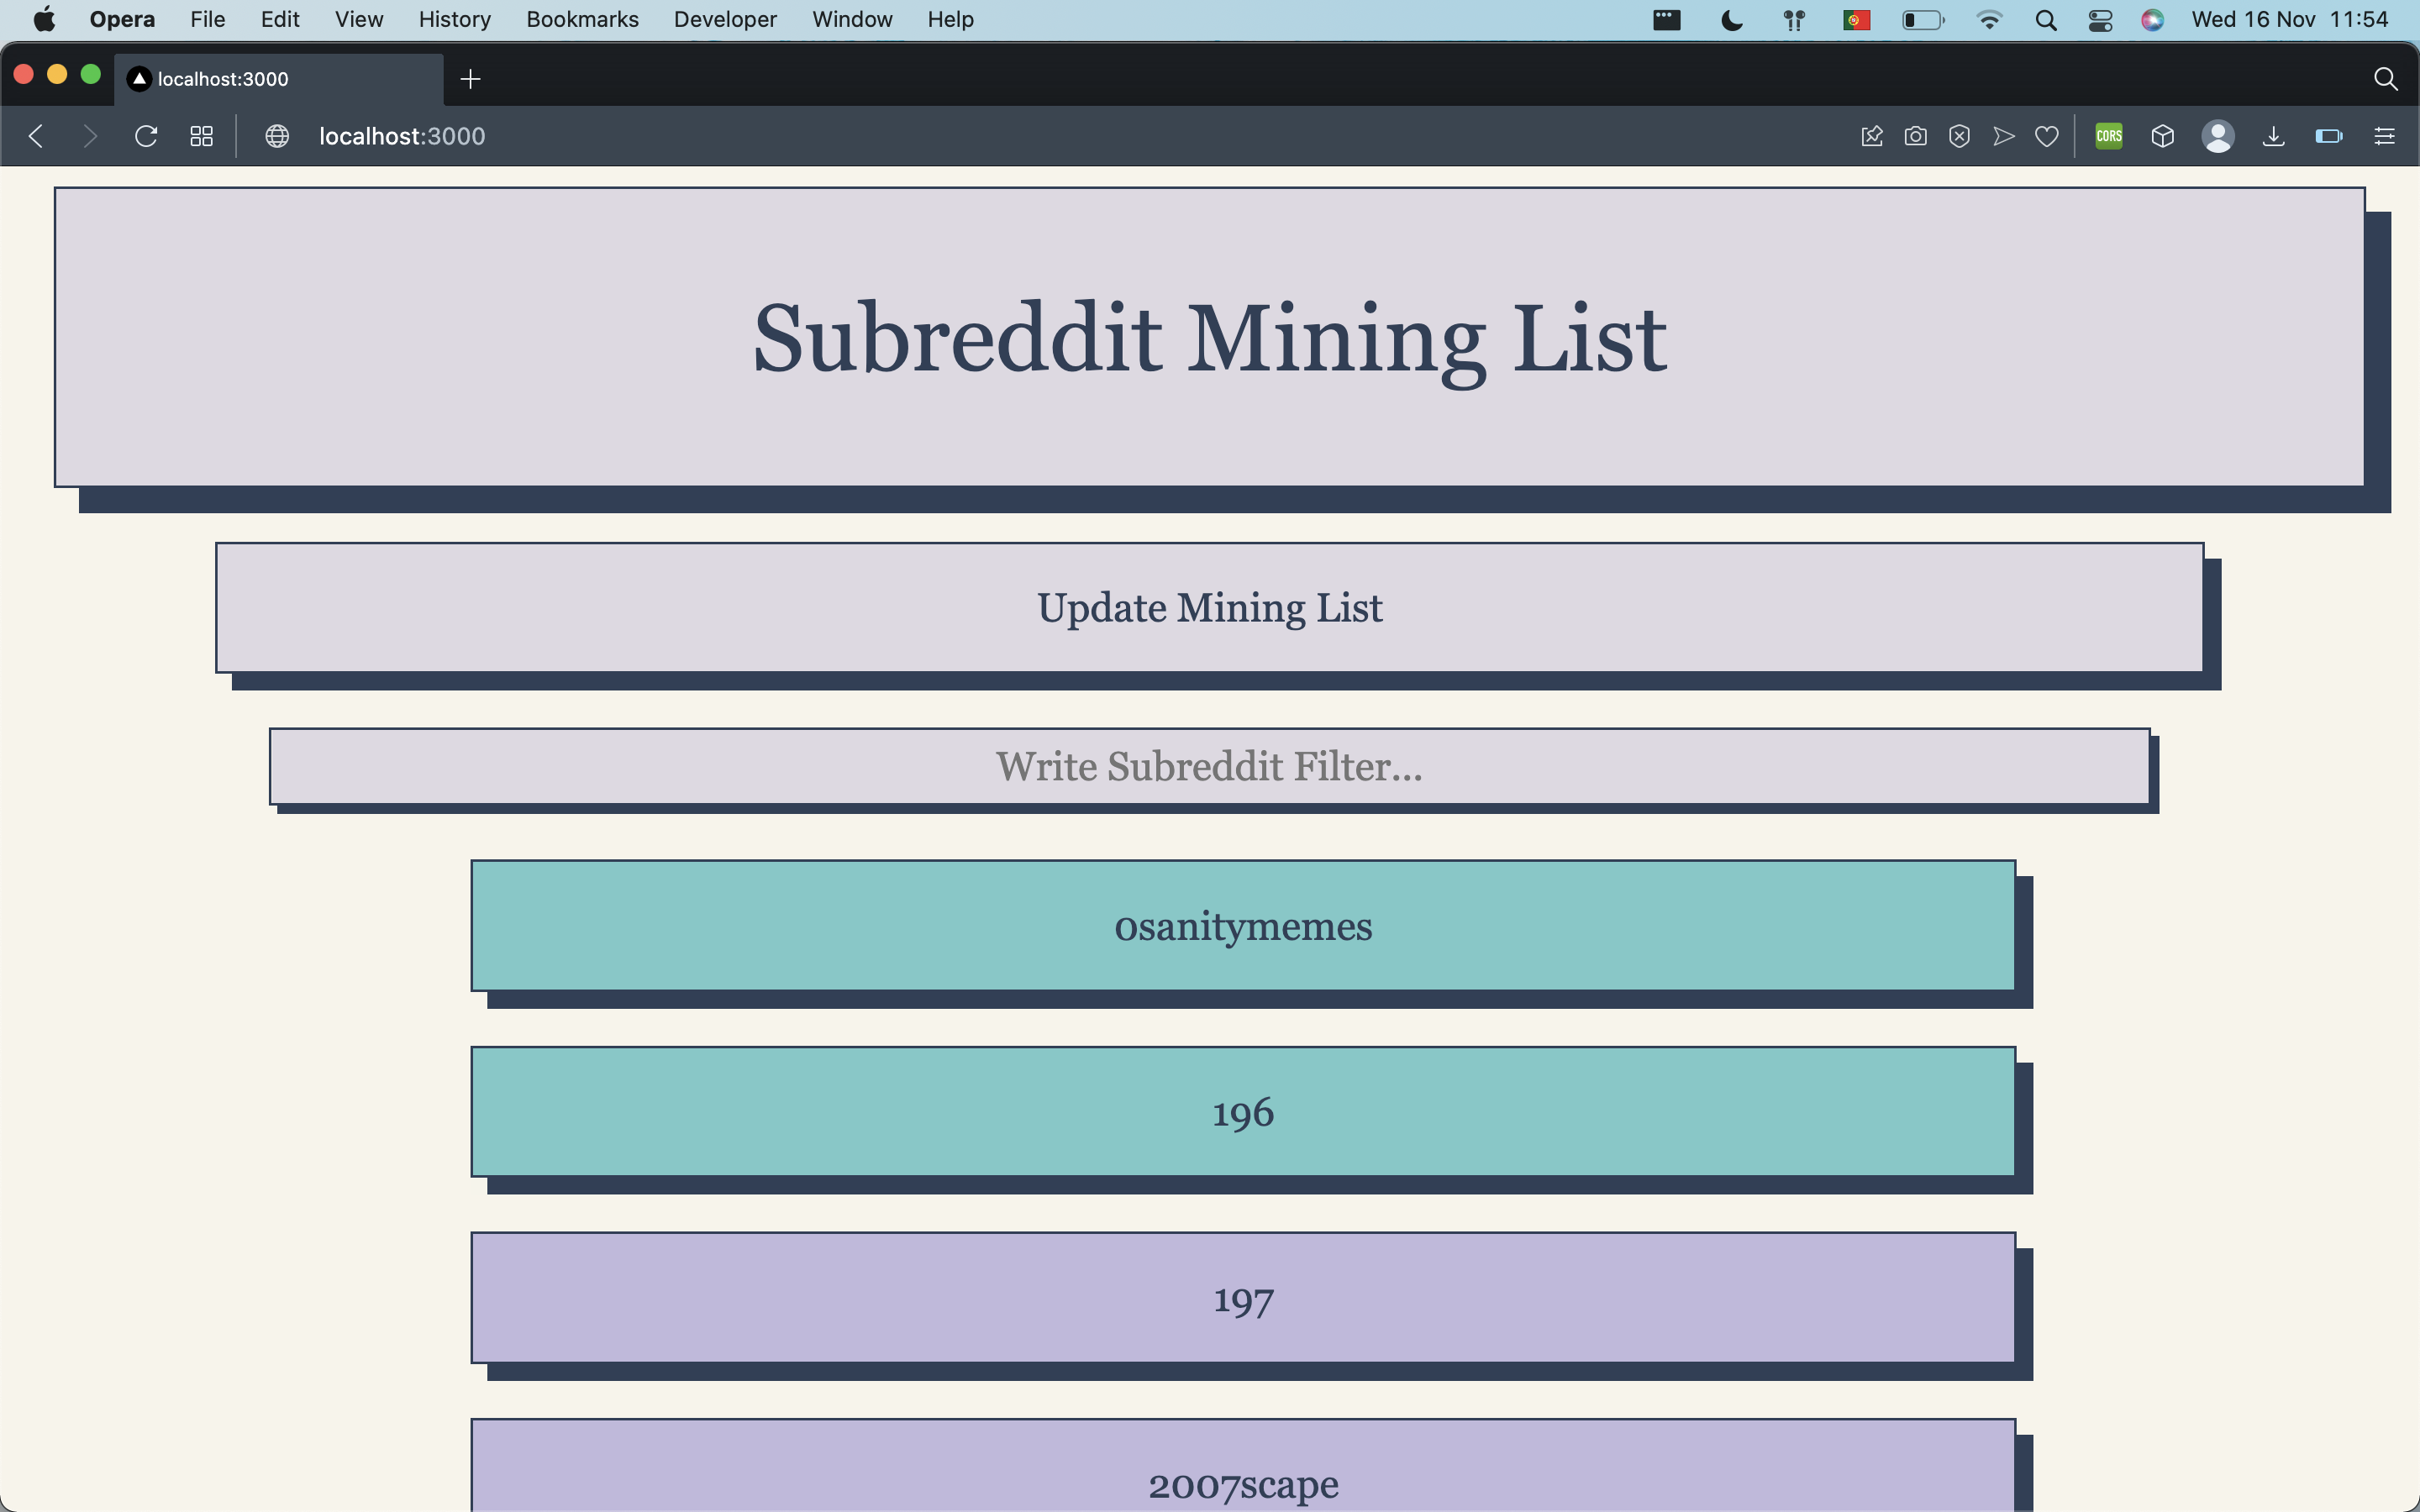 Opera File Edit View History Bookmarks Developer Window Help Wed 16 Nov 11:54
localhost:3000
localhost:3000 CORS
Subreddit Mining List
Update Mining List
Write Subreddit Filter...
0sanitymemes
196
197
2007scape